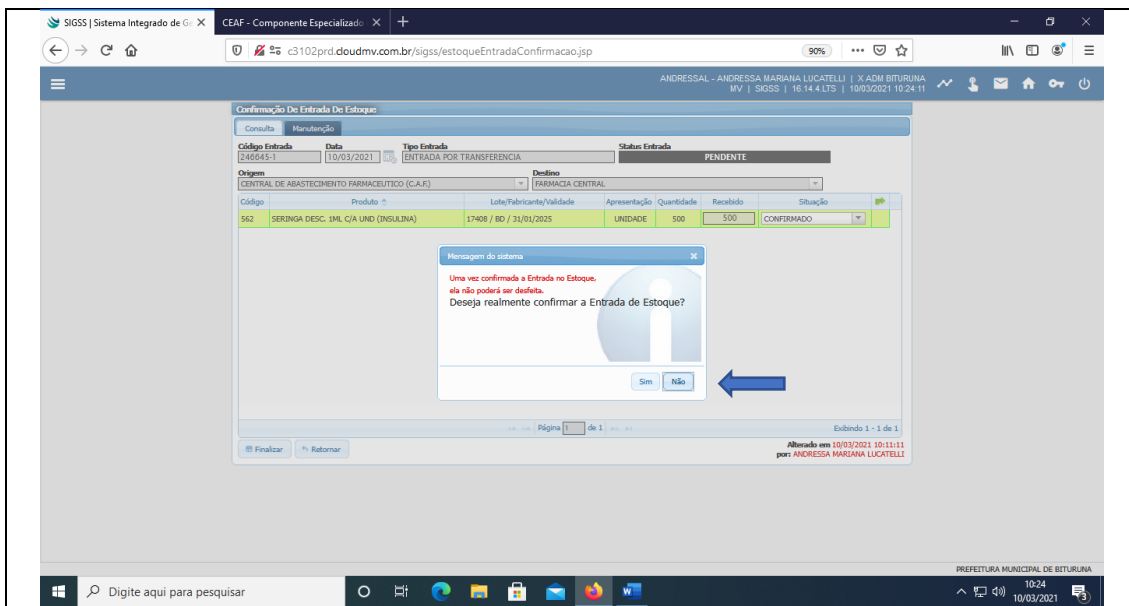 SIGSS | Sistema Integrado de Ge
CEAF - Componente Especializado
c3102prd.cloudmv.com.br/sigss/estoqueEntradaConfirmacao.jsp
90%
ANDRESSAL - ANDRESSA MARIANA LUCATELLI | X ADM BITURUNA
MV | SIGSS | 16.14.4.LTS | 10/03/2021 10:24:11
Confirmação De Entrada De Estoque
Consulta Manutenção
Código Entrada Data Tipo Entrada Status Entrada
246645-1 10/03/2021 ENTRADA POR TRANSFERENCIA PENDENTE
Origem Destino
CENTRAL DE ABASTECIMENTO FARMACEUTICO (C.A.F.) FARMACIA CENTRAL
Código Produto Lote/Fabricante/Validade Apresentação Quantidade Recebido Situação
562 SERINGA DESC. 1ML C/A UND (INSULINA) 17408 / BD / 31/01/2025 UNIDADE 500 500 CONFIRMADO
Mensagem do sistema
Uma vez confirmada a Entrada no Estoque,
ela não poderá ser desfeita.
Deseja realmente confirmar a Entrada de Estoque?
Sim Não
Página 1 de 1 Exibindo 1 - 1 de 1
Finalizar Retornar
Alterado em 10/03/2021 10:11:11
por: ANDRESSA MARIANA LUCATELLI
PREFEITURA MUNICIPAL DE BITURUNA
Digite aqui para pesquisar
10:24
10/03/2021
3